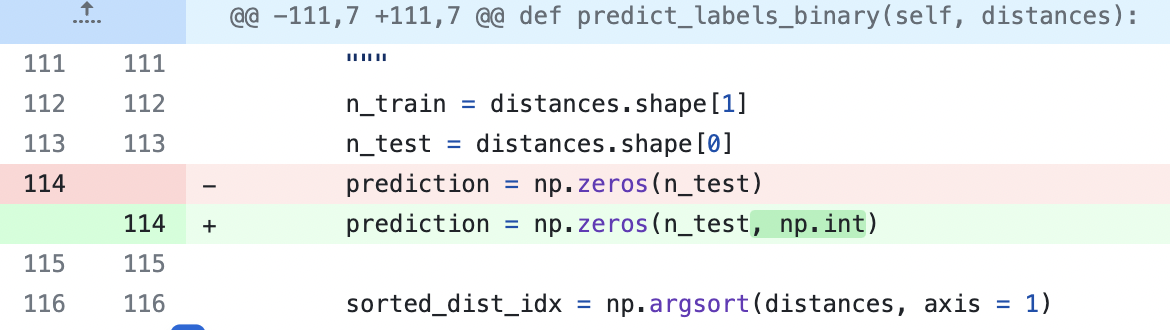 @@ -111,7 +111,7 @@ def predict_labels_binary(self, distances):
111 111 """
112 112 n_train = distances.shape[1]
113 113 n_test = distances.shape[0]
114 - prediction = np.zeros(n_test)
114 + prediction = np.zeros(n_test, np.int)
115 115
116 116 sorted_dist_idx = np.argsort(distances, axis = 1)